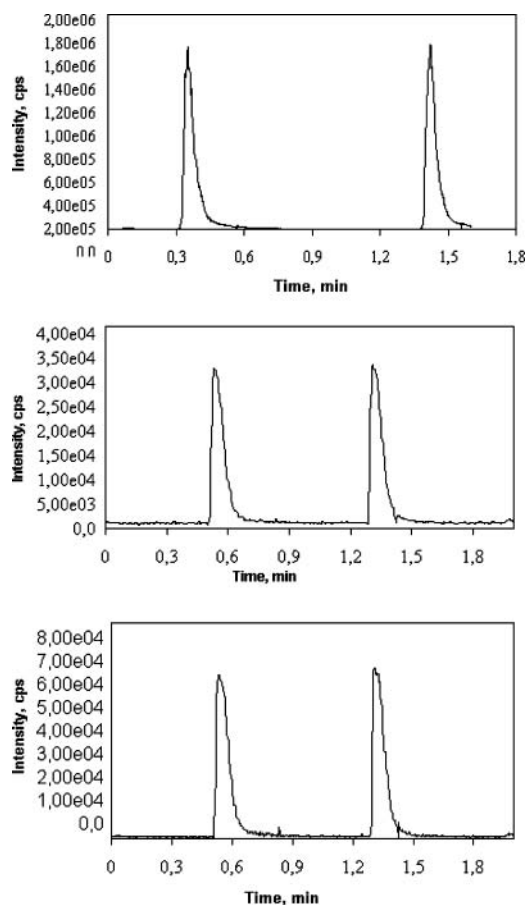 2,00e06
1,80e06
1,60e06
1,40e06
1,20e06
1,00e06
8,00e05
6,00e05
4,00e05
2,00e05
Intensity, cps
0 0,3 0,6 0,9 1,2 1,5 1,8
Time, min
4,00e04
3,50e04
3,00e04
2,50e04
2,00e04
1,50e04
1,00e04
5,00e03
0,0
Intensity, cps
0 0,3 0,6 0,9 1,2 1,5 1,8
Time, min
8,00e04
7,00e04
6,00e04
5,00e04
4,00e04
3,00e04
2,00e04
1,00e04
0,0
Intensity, cps
0 0,3 0,6 0,9 1,2 1,5 1,8
Time, min